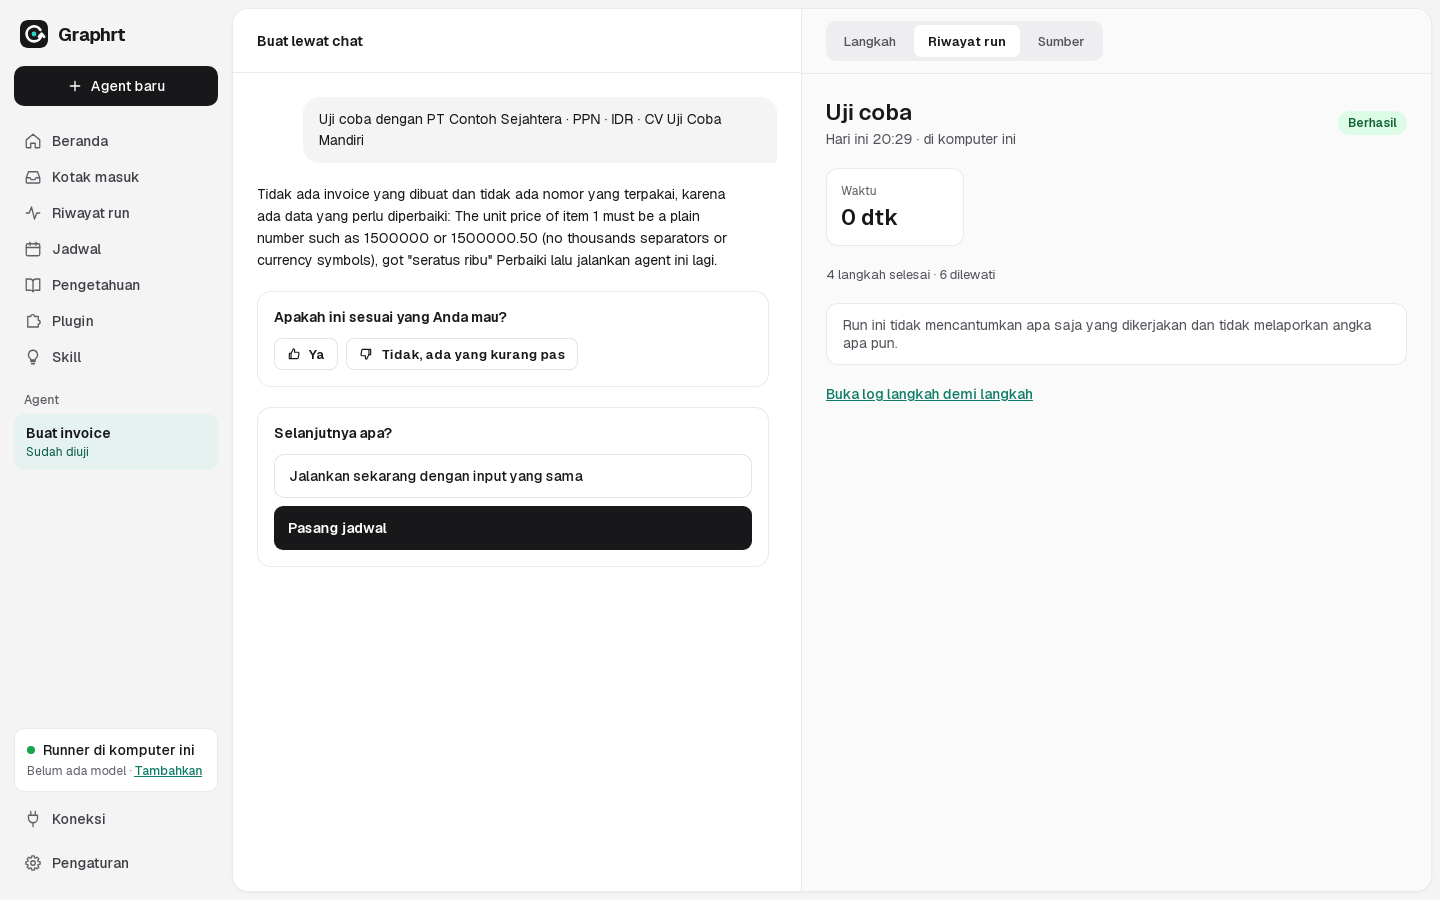 Graphrt
Agent baru
Beranda
Kotak masuk
Riwayat run
Jadwal
Pengetahuan
Plugin
Skill
Agent
Buat invoice
Sudah diuji
Runner di komputer ini
Belum ada model · Tambahkan
Koneksi
Pengaturan
Buat lewat chat
Uji coba dengan PT Contoh Sejahtera · PPN · IDR · CV Uji Coba
Mandiri
Tidak ada invoice yang dibuat dan tidak ada nomor yang terpakai, karena
ada data yang perlu diperbaiki: The unit price of item 1 must be a plain
number such as 1500000 or 1500000.50 (no thousands separators or
currency symbols), got "seratus ribu" Perbaiki lalu jalankan agent ini lagi.
Apakah ini sesuai yang Anda mau?
Ya
Tidak, ada yang kurang pas
Selanjutnya apa?
Jalankan sekarang dengan input yang sama
Pasang jadwal
Langkah
Riwayat run
Sumber
Uji coba
Hari ini 20:29 · di komputer ini
Berhasil
Waktu
0 dtk
4 langkah selesai · 6 dilewati
Run ini tidak mencantumkan apa saja yang dikerjakan dan tidak melaporkan angka
apa pun.
Buka log langkah demi langkah